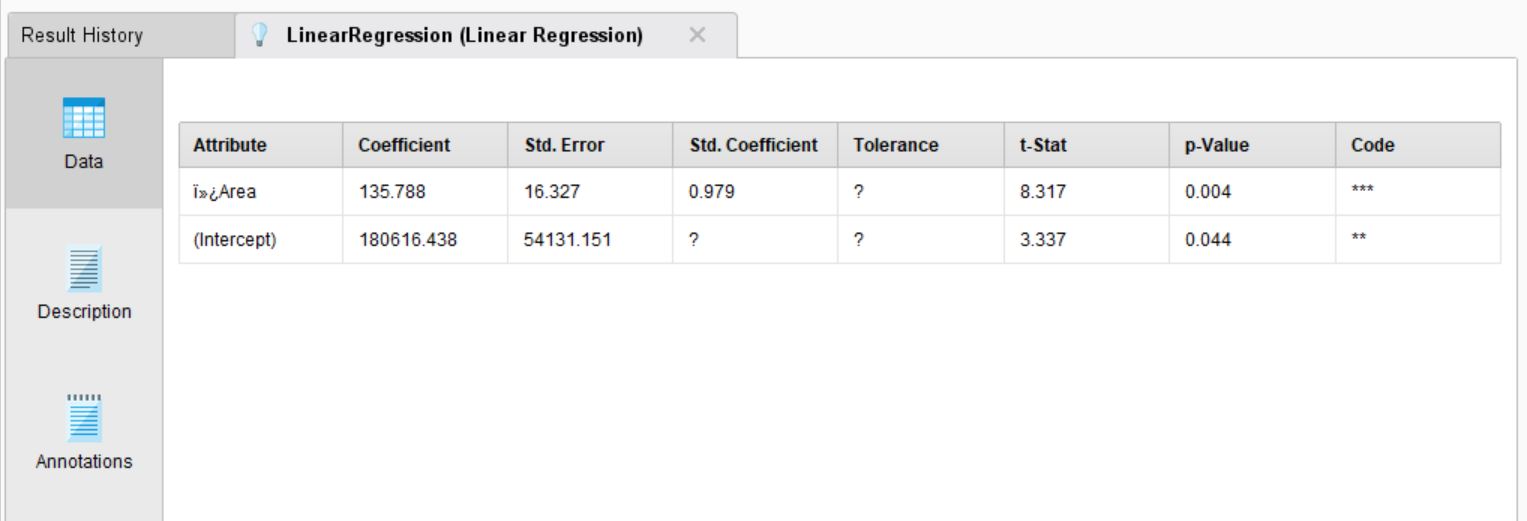 Result History LinearRegression (Linear Regression)
Data
Attribute Coefficient Std. Error Std. Coefficient Tolerance t-Stat p-Value Code
ï»¿Area 135.788 16.327 0.979 ? 8.317 0.004 ***
(Intercept) 180616.438 54131.151 ? ? 3.337 0.044 **
Description
Annotations